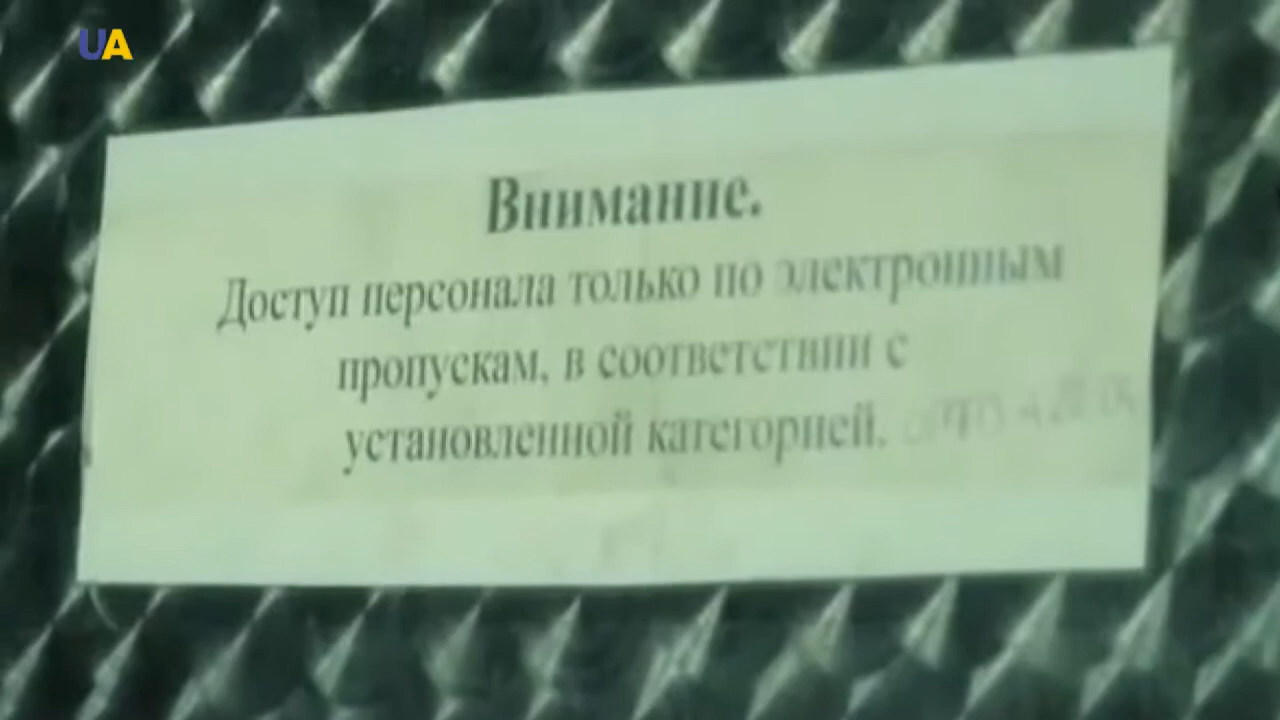 UA
Внимание.
Доступ персонала только по электронным
пропускам, в соответствии с
установленной категорией.